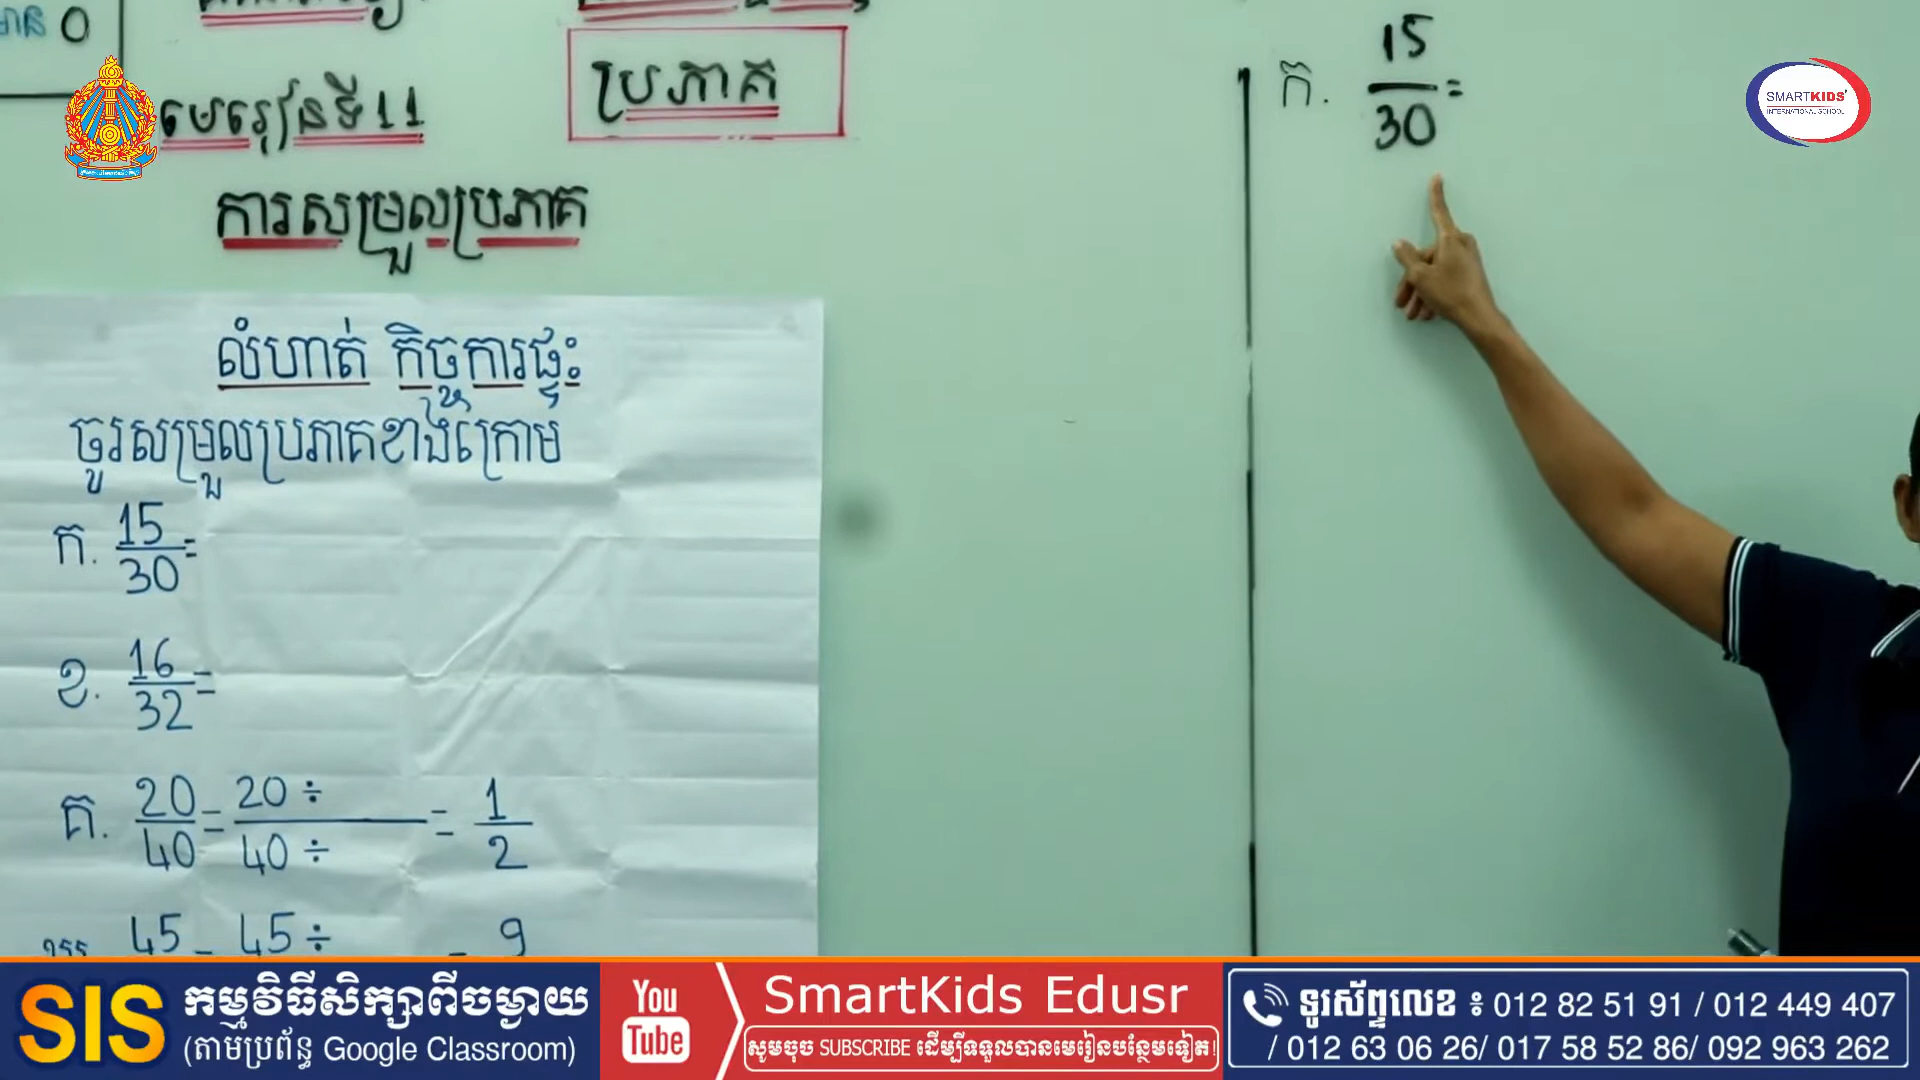 មាន 0
មេរៀនទី 11
ប្រភាគ
ការសម្រួលប្រភាគ
លំហាត់ កិច្ចការផ្ទះ
ចូរសម្រួលប្រភាគខាងក្រោម
ក. 15/30 =
ខ. 16/32 =
គ. 20/40 = 20 ÷ / 40 ÷ = 1/2
45 = 45 ÷ = 9
ក. 15/30 =
SMARTKIDS'
INTERNATIONAL SCHOOL
SIS កម្មវិធីសិក្សាពីចម្ងាយ
(តាមប្រព័ន្ធ Google Classroom)
You Tube
SmartKids Edusr
សូមចុច SUBSCRIBE ដើម្បីទទួលបានមេរៀនបន្ថែមទៀត!
ទូរស័ព្ទលេខ ៖ 012 82 51 91 / 012 449 407
/ 012 63 06 26/ 017 58 52 86/ 092 963 262